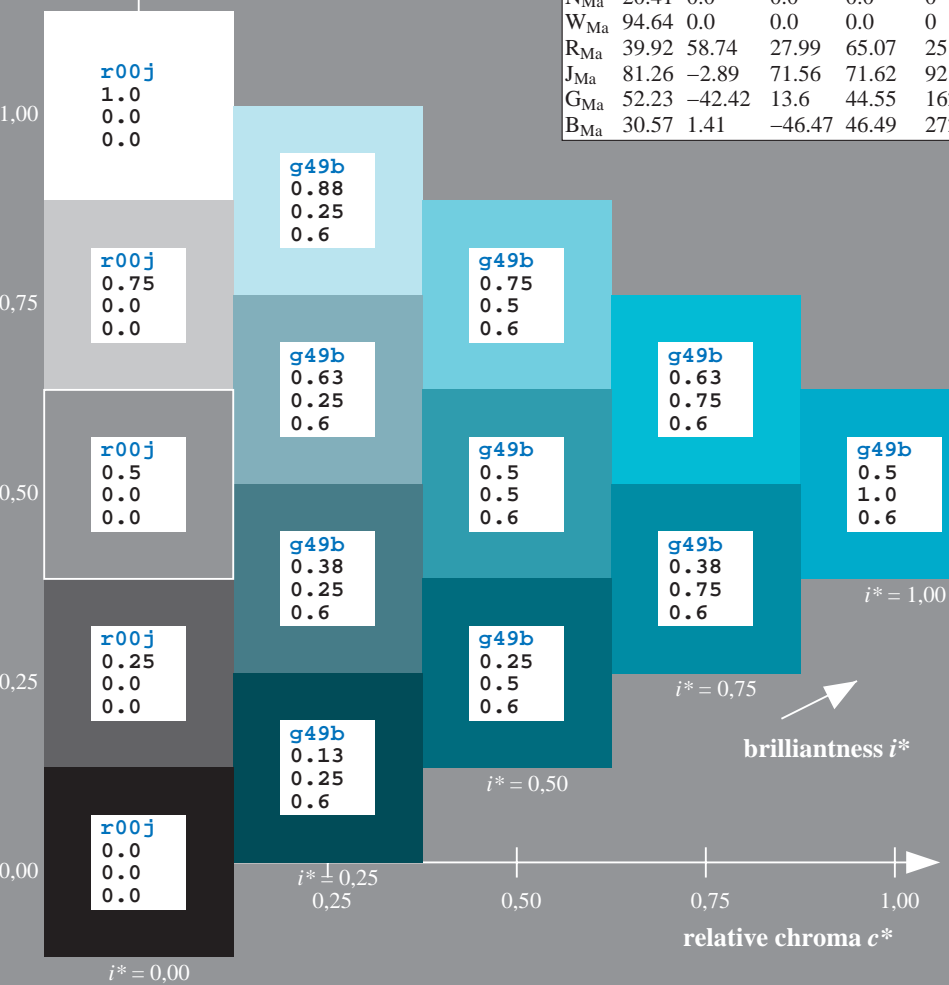 W_Ma 94.64 0.0 0.0 0.0 0
R_Ma 39.92 58.74 27.99 65.07 25
J_Ma 81.26 –2.89 71.56 71.62 92
G_Ma 52.23 –42.42 13.6 44.55
B_Ma 30.57 1.41 –46.47 46.49
r00j
1.0
0.0
0.0
1,00
g49b
0.88
0.25
0.6
r00j
0.75
0.0
0.0
g49b
0.75
0.5
0.6
0,75
g49b
0.63
0.25
0.6
g49b
0.63
0.75
0.6
r00j
0.5
0.0
0.0
g49b
0.5
0.5
0.6
g49b
0.5
1.0
0.6
0,50
g49b
0.38
0.25
0.6
g49b
0.38
0.75
0.6
i* = 1,00
r00j
0.25
0.0
0.0
g49b
0.25
0.5
0.6
0,25
i* = 0,75
g49b
0.13
0.25
0.6
brilliantness i*
i* = 0,50
r00j
0.0
0.0
0.0
0,00
i* = 0,25
0,25 0,50 0,75 1,00
relative chroma c*
i* = 0,00